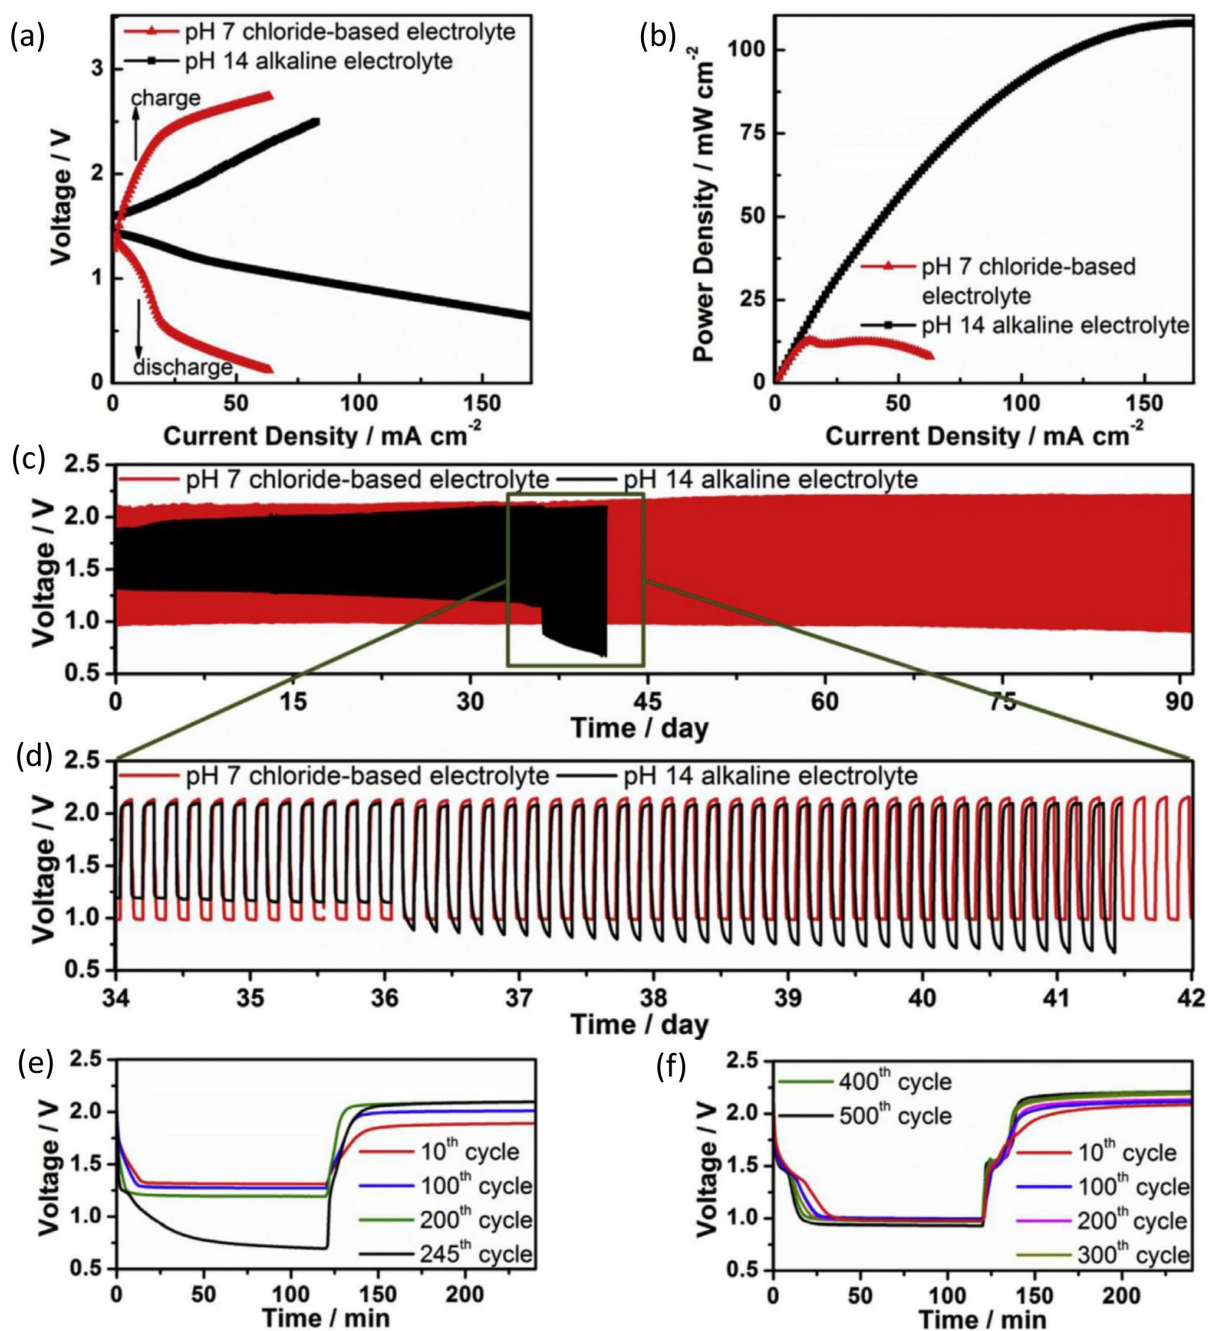 (a)
pH 7 chloride-based electrolyte
pH 14 alkaline electrolyte
charge
discharge
Voltage / V
3
2
1
0
0 50 100 150
Current Density / mA cm-2
(b)
Power Density / mW cm-2
100
75
50
25
0
pH 7 chloride-based
electrolyte
pH 14 alkaline electrolyte
0 50 100 150
Current Density / mA cm-2
(c)
pH 7 chloride-based electrolyte pH 14 alkaline electrolyte
Voltage / V
2.5
2.0
1.5
1.0
0.5
0 15 30 45 60 75 90
Time / day
(d)
pH 7 chloride-based electrolyte pH 14 alkaline electrolyte
Voltage / V
2.5
2.0
1.5
1.0
0.5
34 35 36 37 38 39 40 41 42
Time / day
(e)
Voltage / V
2.5
2.0
1.5
1.0
0.5
10th cycle
100th cycle
200th cycle
245th cycle
0 50 100 150 200
Time / min
(f)
Voltage / V
2.5
2.0
1.5
1.0
0.5
400th cycle
500th cycle
10th cycle
100th cycle
200th cycle
300th cycle
0 50 100 150 200
Time / min